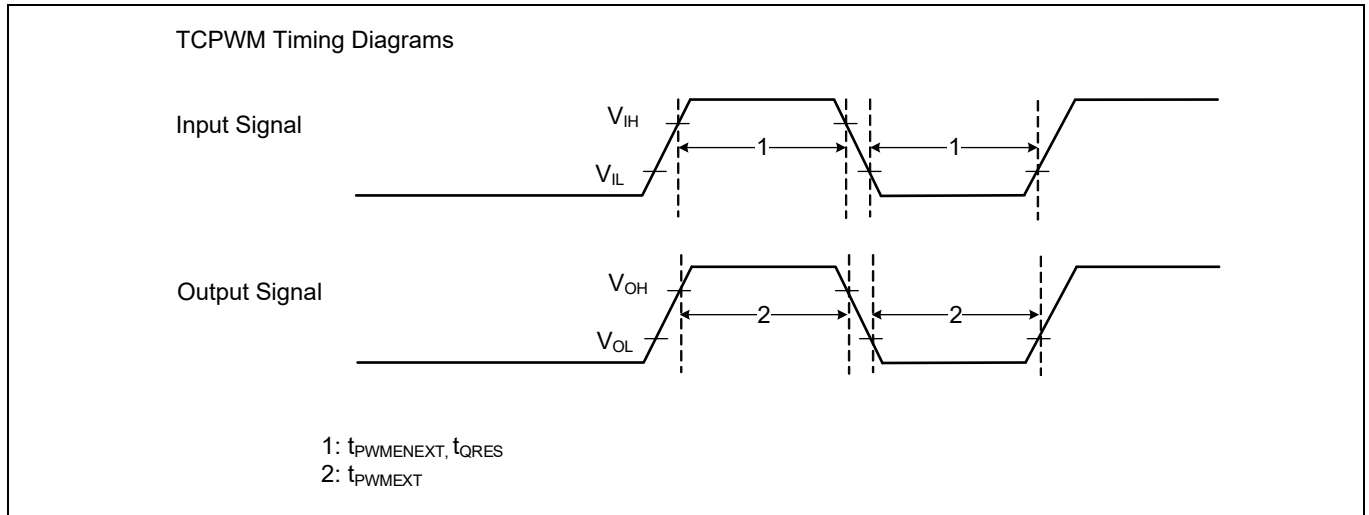 TCPWM Timing Diagrams
Input Signal
VIH
1
1
VIL
Output Signal
VOH
2
2
VOL
1: tPWMENEXT, tQRES
2: tPWMEXT